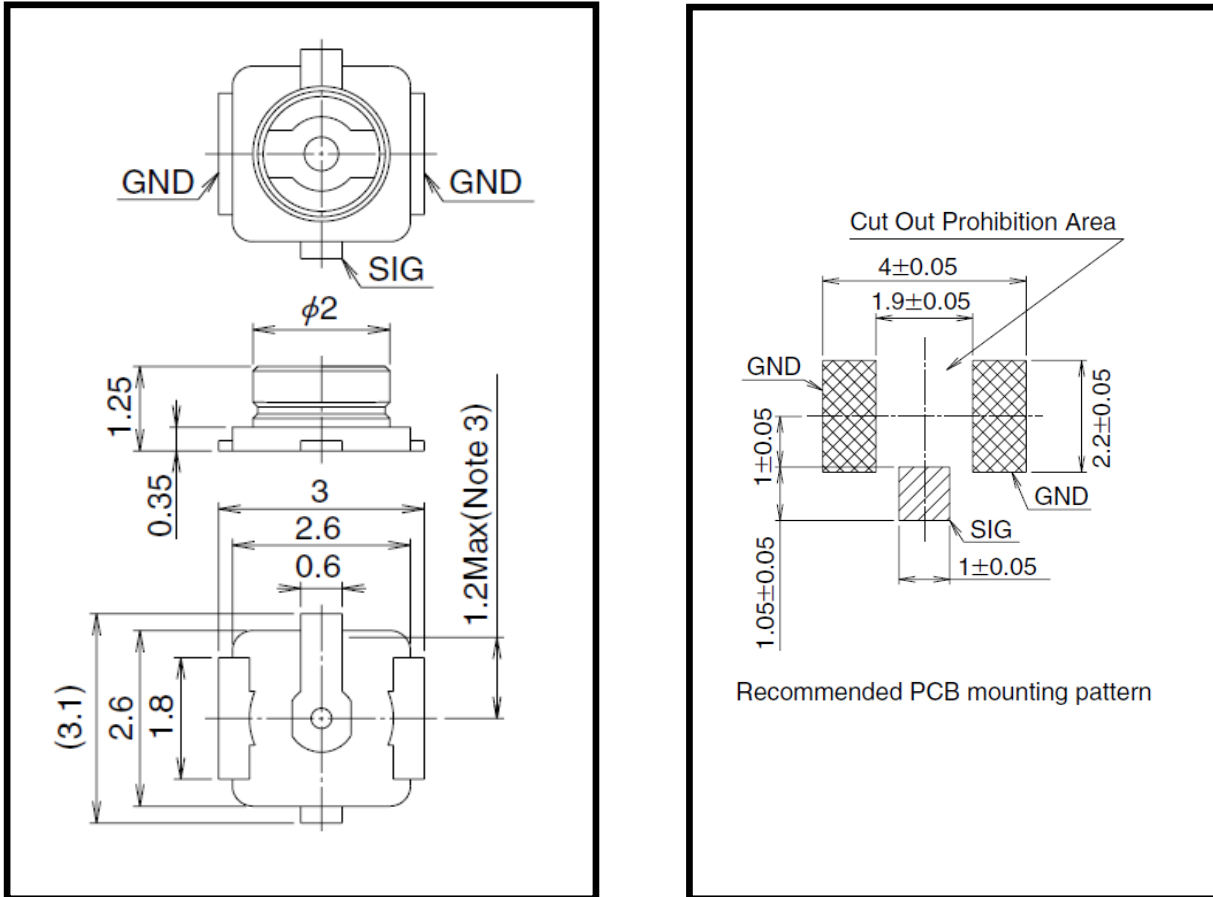 GND
GND
SIG
ϕ2
1.25
0.35
1.2Max(Note 3)
3
2.6
0.6
(3.1)
2.6
1.8
Cut Out Prohibition Area
4±0.05
1.9±0.05
GND
1±0.05
2.2±0.05
GND
SIG
1.05±0.05
1±0.05
Recommended PCB mounting pattern